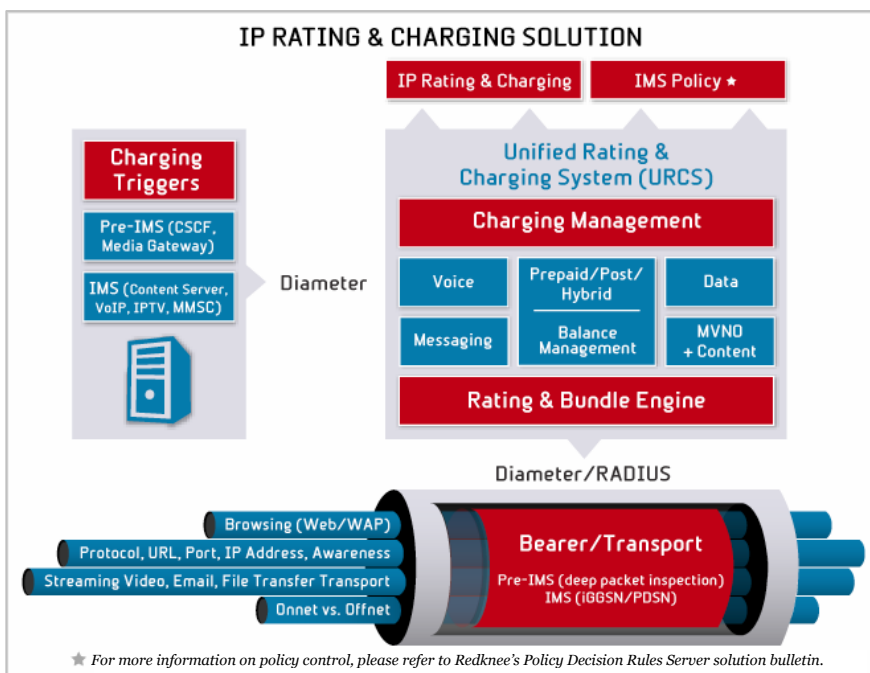 IP RATING & CHARGING SOLUTION
IP Rating & Charging
IMS Policy ★
Charging
Triggers
Pre-IMS (CSCF,
Media Gateway)
IMS (Content Server,
VoIP, IPTV, MMSC)
Diameter
Unified Rating &
Charging System (URCS)
Charging Management
Voice
Prepaid/Post/
Hybrid
Data
Messaging
Balance
Management
MVNO
+ Content
Rating & Bundle Engine
Diameter/RADIUS
Browsing (Web/WAP)
Protocol, URL, Port, IP Address, Awareness
Streaming Video, Email, File Transfer Transport
Onnet vs. Offnet
Bearer/Transport
Pre-IMS (deep packet inspection)
IMS (iGGSN/PDSN)
★ For more information on policy control, please refer to Redknee's Policy Decision Rules Server solution bulletin.